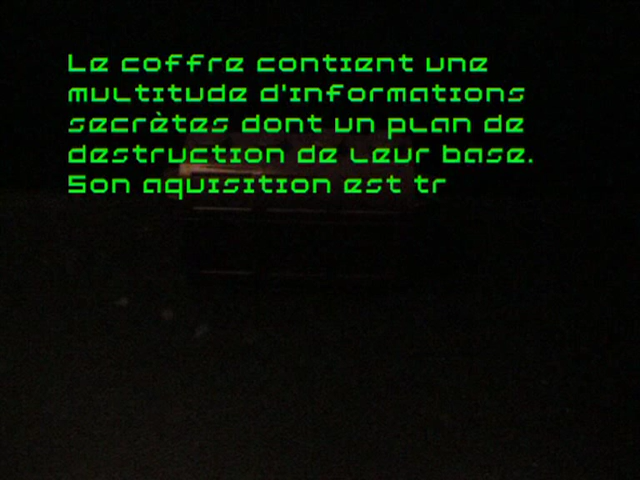 Le coffre contient une
multitude d'informations
secrètes dont un plan de
destruction de leur base.
Son aquisition est tr